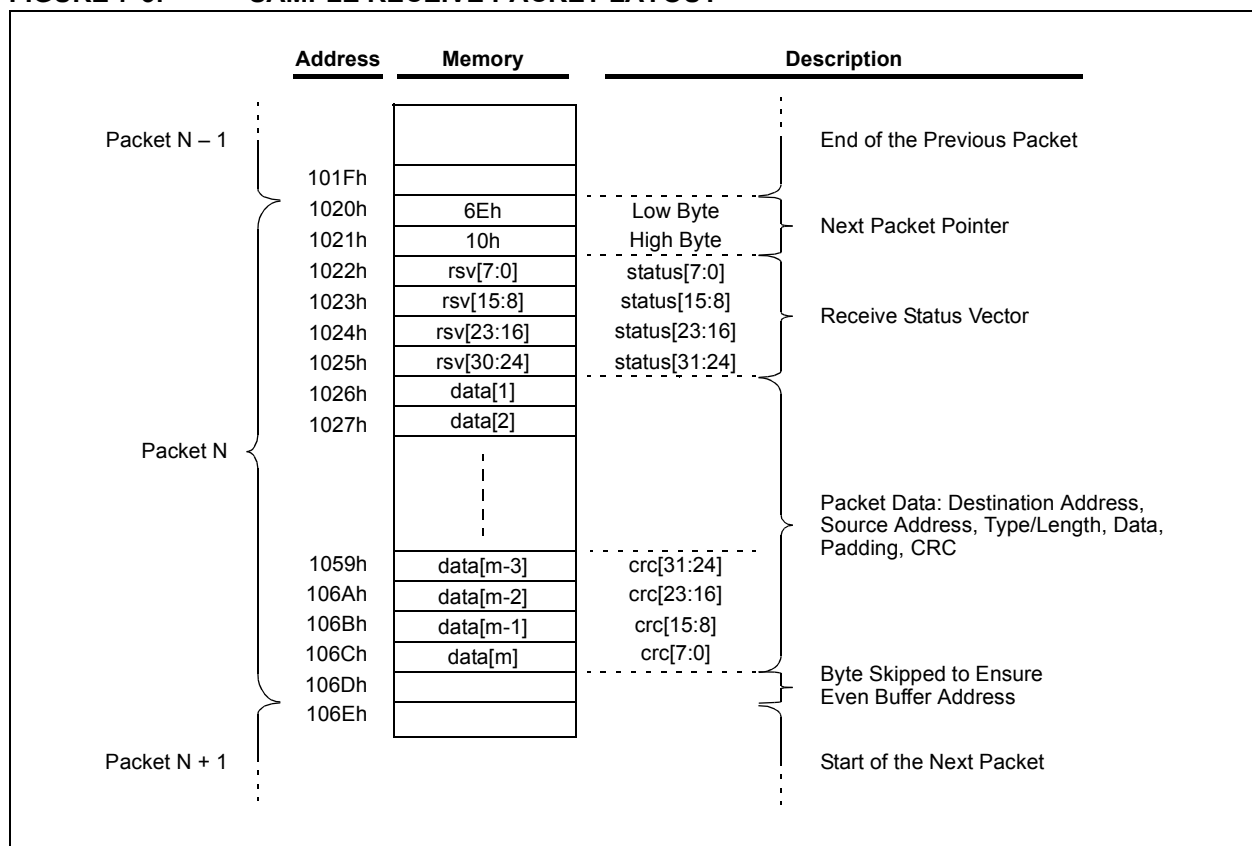 Address Memory Description
Packet N – 1 End of the Previous Packet
101Fh
1020h 6Eh Low Byte
Next Packet Pointer
1021h 10h High Byte
1022h rsv[7:0] status[7:0]
1023h rsv[15:8] status[15:8]
Receive Status Vector
1024h rsv[23:16] status[23:16]
1025h rsv[30:24] status[31:24]
1026h data[1]
1027h data[2]
Packet N
Packet Data: Destination Address,
Source Address, Type/Length, Data,
Padding, CRC
1059h data[m-3] crc[31:24]
106Ah data[m-2] crc[23:16]
106Bh data[m-1] crc[15:8]
106Ch data[m] crc[7:0]
Byte Skipped to Ensure
106Dh
Even Buffer Address
106Eh
Packet N + 1 Start of the Next Packet